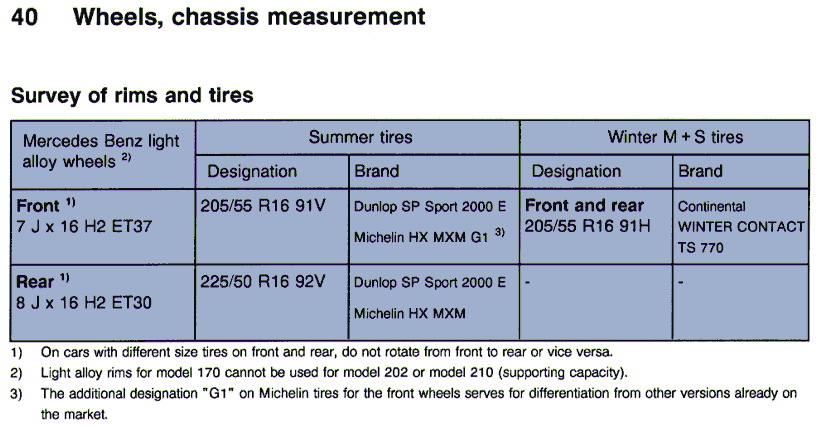 40 Wheels, chassis measurement
Survey of rims and tires
Mercedes Benz light
alloy wheels 2)
Summer tires
Winter M + S tires
Designation
Brand
Designation
Brand
Front 1)
7 J x 16 H2 ET37
205/55 R16 91V
Dunlop SP Sport 2000 E
Michelin HX MXM G1 3)
Front and rear
205/55 R16 91H
Continental
WINTER CONTACT
TS 770
Rear 1)
8 J x 16 H2 ET30
225/50 R16 92V
Dunlop SP Sport 2000 E
Michelin HX MXM
-
-
1) On cars with different size tires on front and rear, do not rotate from front to rear or vice versa.
2) Light alloy rims for model 170 cannot be used for model 202 or model 210 (supporting capacity).
3) The additional designation "G1" on Michelin tires for the front wheels serves for differentiation from other versions already on
the market.